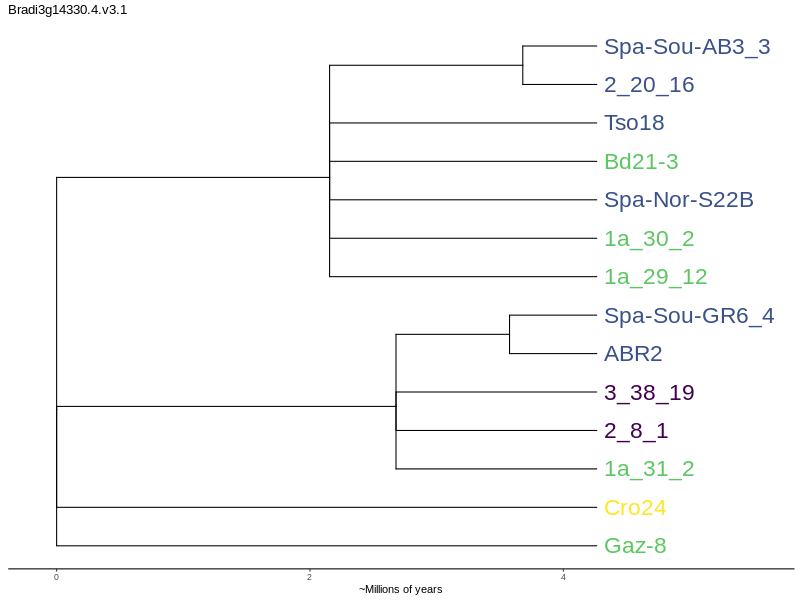 Bradi3g14330.4.v3.1
Spa-Sou-AB3_3
2_20_16
Tso18
Bd21-3
Spa-Nor-S22B
1a_30_2
1a_29_12
Spa-Sou-GR6_4
ABR2
3_38_19
2_8_1
1a_31_2
Cro24
Gaz-8
0 2 4
~Millions of years